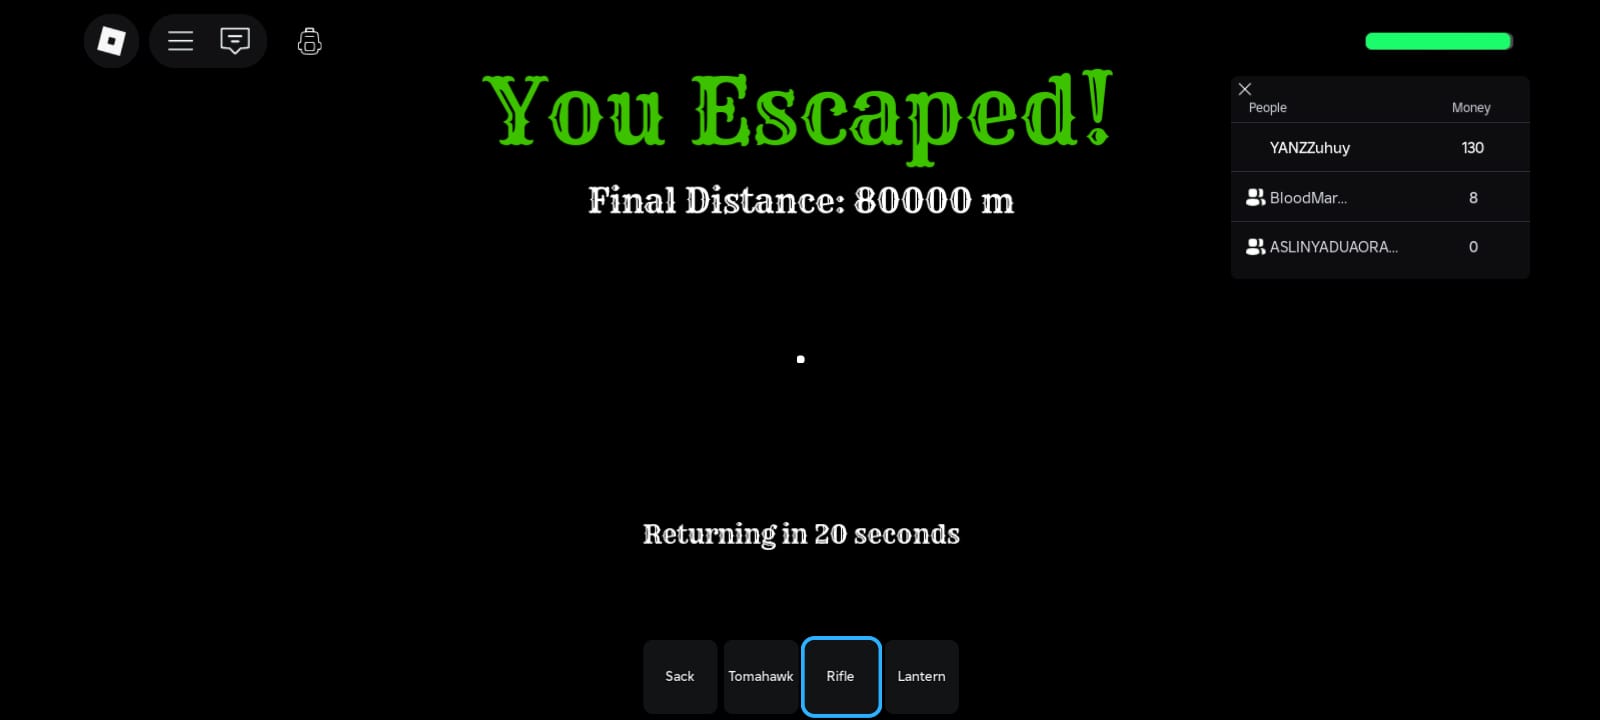 You Escaped!
Final Distance: 80000 m
People Money
YANZZuhuy 130
BloodMar... 8
ASLINYADUAORA... 0
Returning in 20 seconds
Sack Tomahawk Rifle Lantern